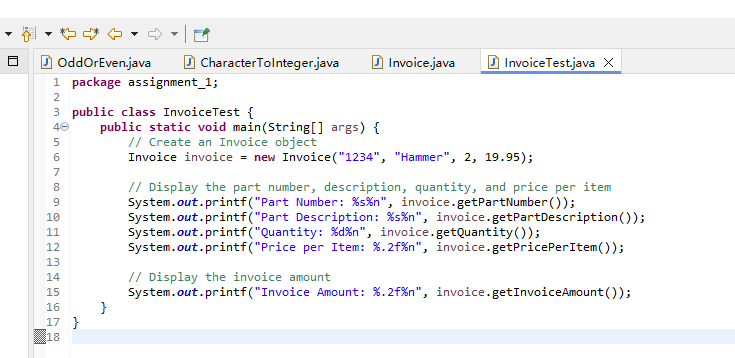 OddOrEven.java CharacterToInteger.java Invoice.java InvoiceTest.java
1 package assignment_1;
2
3 public class InvoiceTest {
4 public static void main(String[] args) {
5 // Create an Invoice object
6 Invoice invoice = new Invoice("1234", "Hammer", 2, 19.95);
7
8 // Display the part number, description, quantity, and price per item
9 System.out.printf("Part Number: %s%n", invoice.getPartNumber());
10 System.out.printf("Part Description: %s%n", invoice.getPartDescription());
11 System.out.printf("Quantity: %d%n", invoice.getQuantity());
12 System.out.printf("Price per Item: %.2f%n", invoice.getPricePerItem());
13
14 // Display the invoice amount
15 System.out.printf("Invoice Amount: %.2f%n", invoice.getInvoiceAmount());
16 }
17 }
18